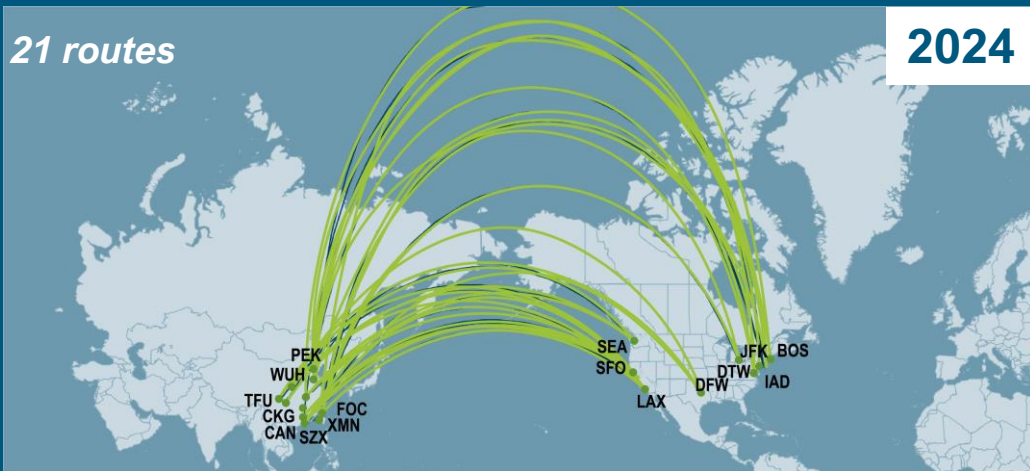 21 routes
2024
PEK
WUH
TFU
CKG
CAN
SZX
FOC
XMN
SEA
SFO
LAX
DFW
DTW
JFK
IAD
BOS